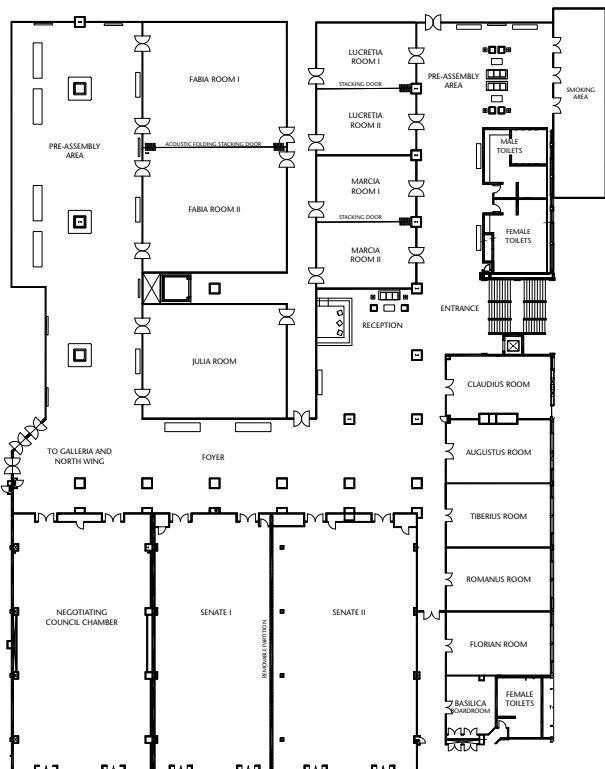 FABIA ROOM I
LUCRETIA
ROOM I
STACKING DOOR
PRE-ASSEMBLY
AREA
SMOKING
AREA
LUCRETIA
ROOM II
PRE-ASSEMBLY
AREA
ACOUSTIC FOLDING STACKING DOOR
MALE
TOILETS
MARCIA
ROOM I
FABIA ROOM II
STACKING DOOR
FEMALE
TOILETS
MARCIA
ROOM II
ENTRANCE
RECEPTION
JULIA ROOM
CLAUDIUS ROOM
TO GALLERIA AND
NORTH WING
FOYER
AUGUSTUS ROOM
TIBERIUS ROOM
ROMANUS ROOM
NEGOTIATING
COUNCIL CHAMBER
SENATE I
REMOVABLE PARTITION
SENATE II
FLORIAN ROOM
BASILICA
BOARDROOM
FEMALE
TOILETS